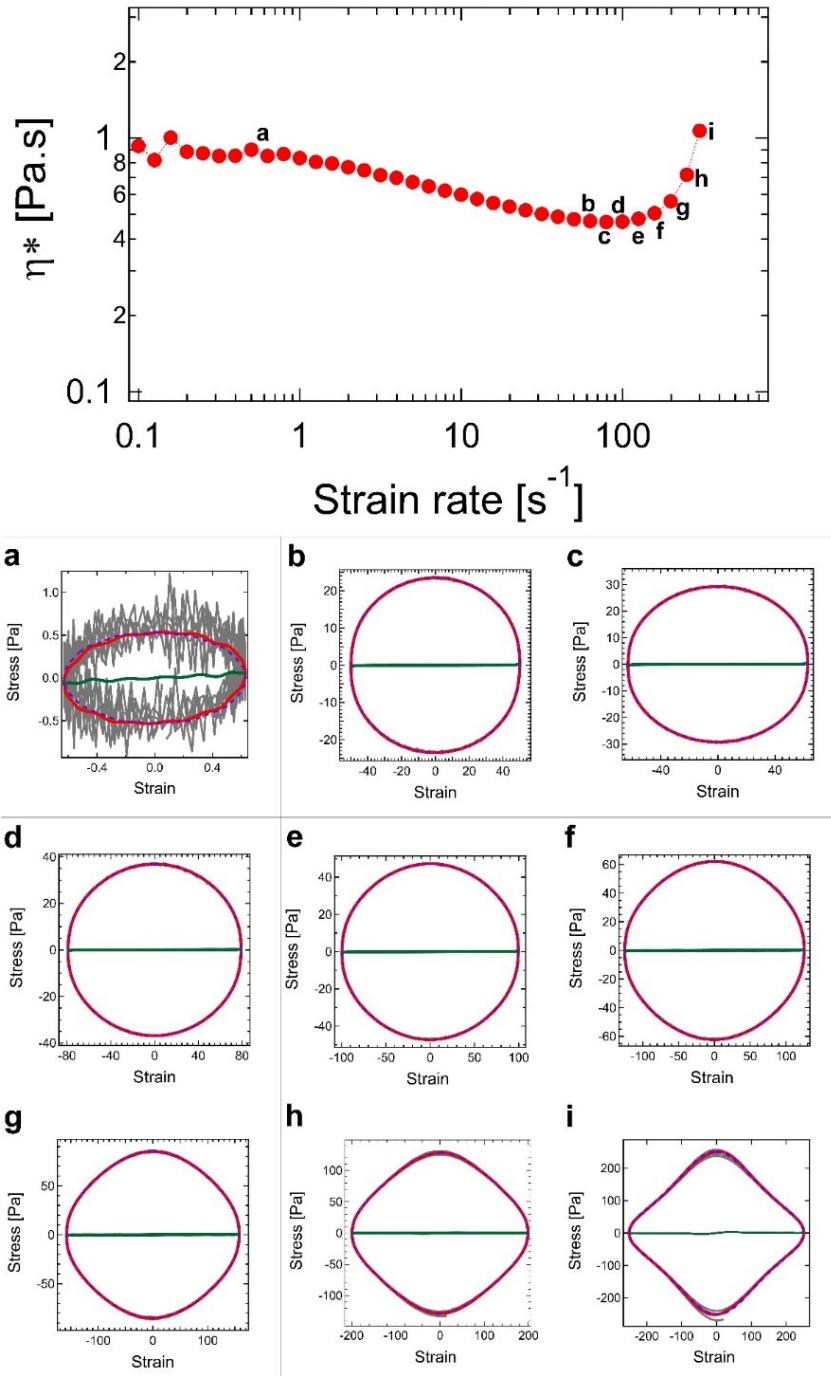 2
1
8
6
4
2
0.1
η* [Pa.s]
a
b
c
d
e
f
g
h
i
0.1 1 10 100
Strain rate [s⁻¹]
a
1.0
0.5
0.0
-0.5
Stress [Pa]
-0.4 0.0 0.4
Strain
b
20
10
0
-10
-20
Stress [Pa]
-40 -20 0 20 40
Strain
c
30
20
10
0
-10
-20
-30
Stress [Pa]
-40 0 40
Strain
d
40
20
0
-20
-40
Stress [Pa]
-80 -40 0 40 80
Strain
e
40
20
0
-20
-40
Stress [Pa]
-100 -50 0 50 100
Strain
f
60
40
20
0
-20
-40
-60
Stress [Pa]
-100 -50 0 50 100
Strain
g
50
0
-50
Stress [Pa]
-100 0 100
Strain
h
100
50
0
-50
-100
Stress [Pa]
-200 -100 0 100 200
Strain
i
200
100
0
-100
-200
Stress [Pa]
-200 -100 0 100 200
Strain